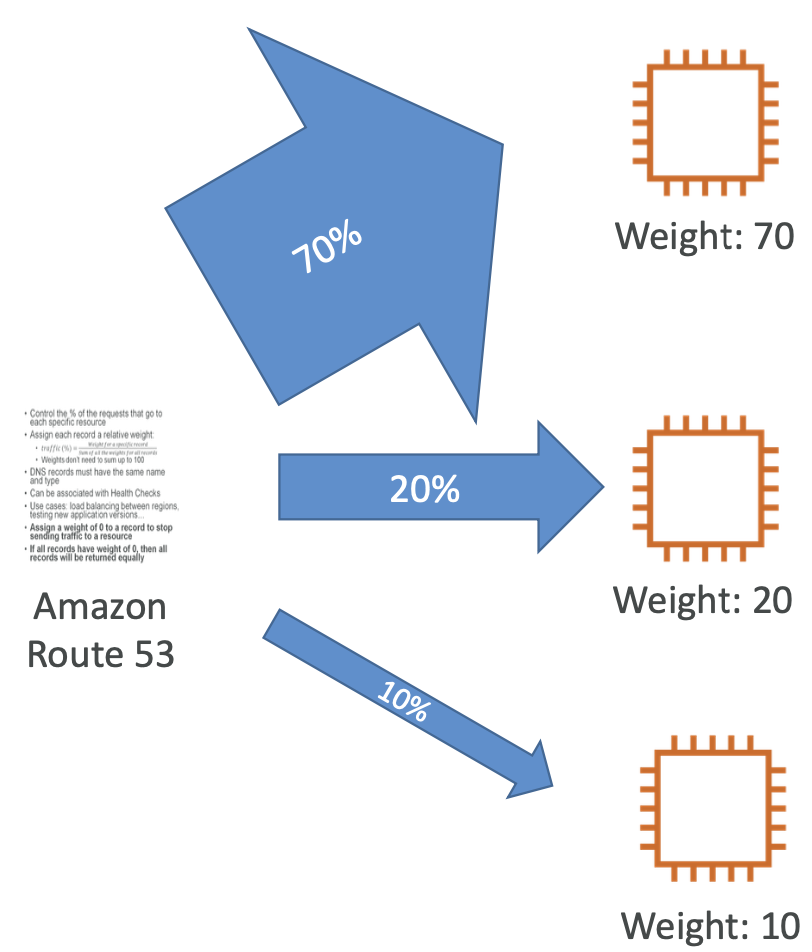 70%
Weight: 70
• Control the % of the requests that go to
each specific resource
• Assign each record a relative weight:
• traffic (%) = Weight for a specific record / Sum of all the weights for all records
• Weights don't need to sum up to 100
• DNS records must have the same name
and type
• Can be associated with Health Checks
• Use cases: load balancing between regions,
testing new application versions...
• Assign a weight of 0 to a record to stop
sending traffic to a resource
• If all records have weight of 0, then all
records will be returned equally
Amazon
Route 53
20%
Weight: 20
10%
Weight: 10